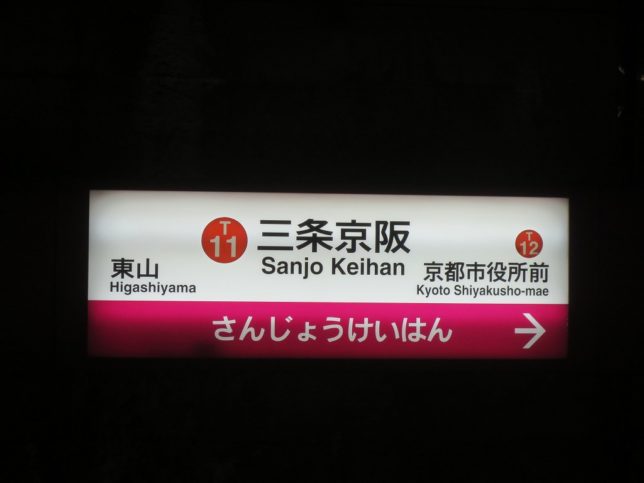 T
11
三条京阪
Sanjo Keihan
東山
Higashiyama
T
12
京都市役所前
Kyoto Shiyakusho-mae
さんじょうけいはん